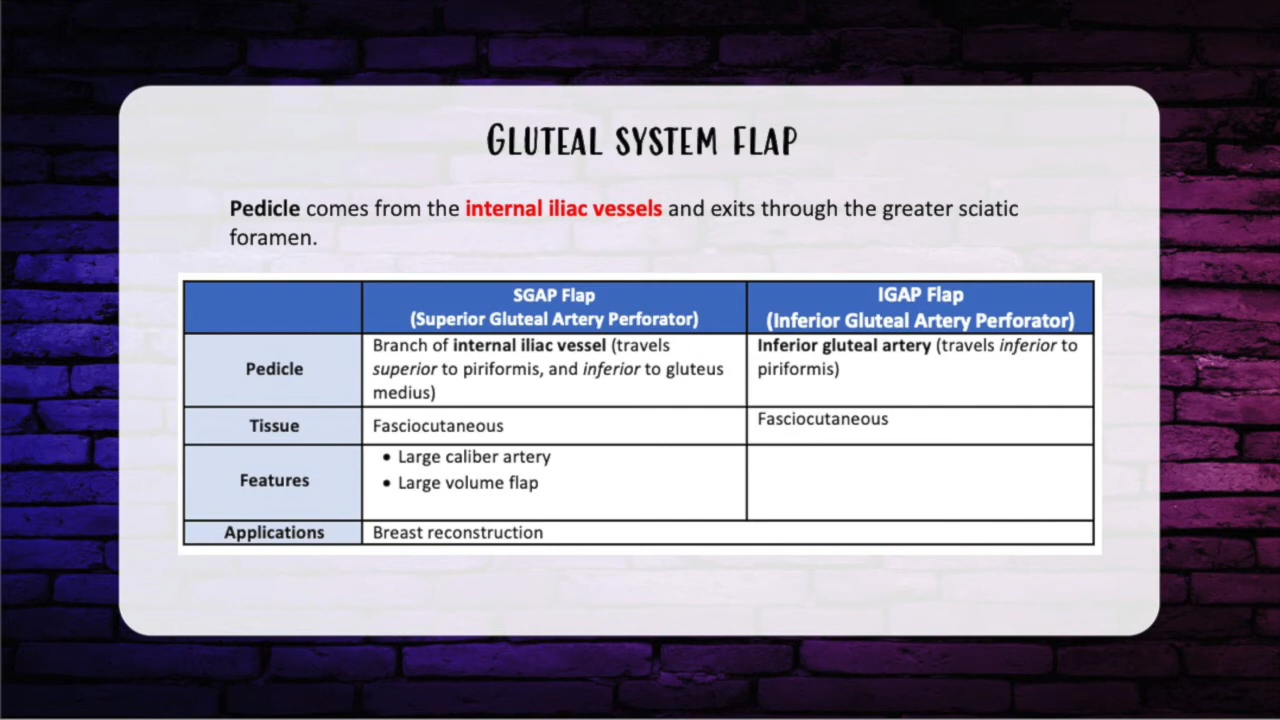 GLUTEAL SYSTEM FLAP
Pedicle comes from the internal iliac vessels and exits through the greater sciatic
foramen.
SGAP Flap
(Superior Gluteal Artery Perforator)
IGAP Flap
(Inferior Gluteal Artery Perforator)
Pedicle
Branch of internal iliac vessel (travels
superior to piriformis, and inferior to gluteus
medius)
Inferior gluteal artery (travels inferior to
piriformis)
Tissue
Fasciocutaneous
Fasciocutaneous
Features
• Large caliber artery
• Large volume flap
Applications
Breast reconstruction